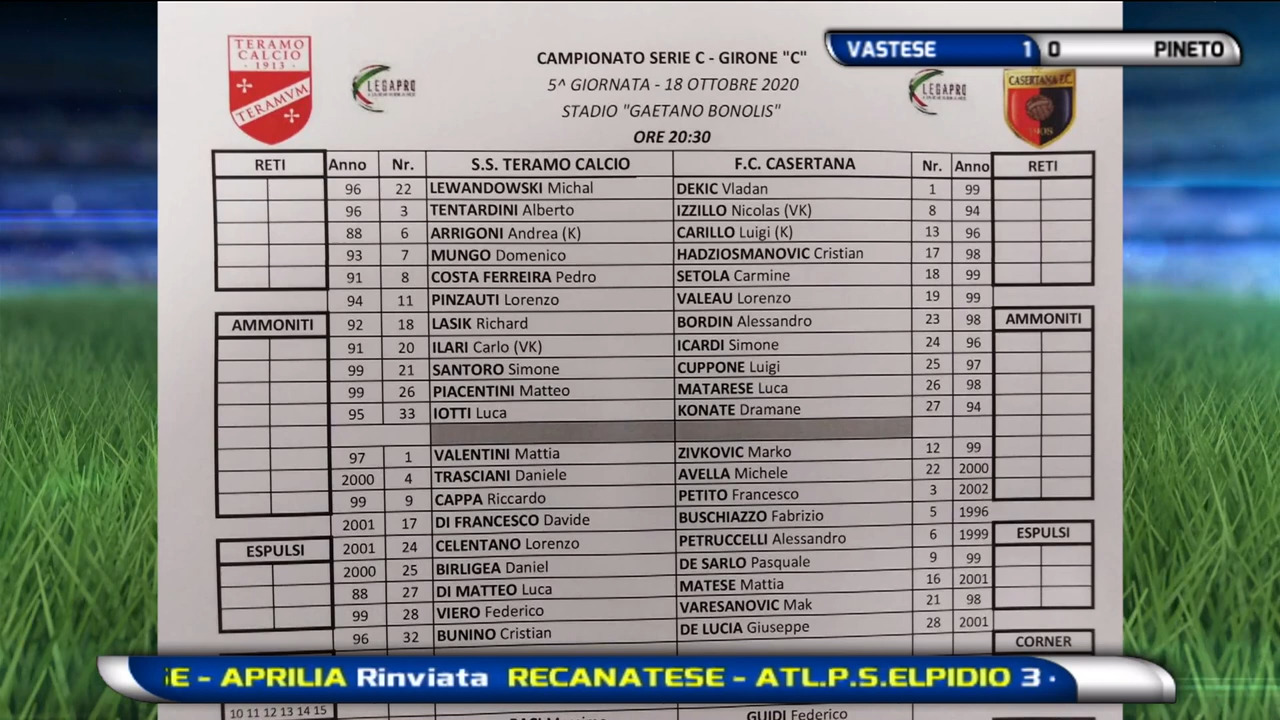 VASTESE 1 0 PINETO
TERAMO
CALCIO
1913
TERAMVM
LEGAPRO
CAMPIONATO SERIE C - GIRONE "C"
5^ GIORNATA - 18 OTTOBRE 2020
STADIO "GAETANO BONOLIS"
ORE 20:30
LEGAPRO
CASERTANA F.C.
1908
RETI Anno Nr. S.S. TERAMO CALCIO F.C. CASERTANA Nr. Anno RETI
96 22 LEWANDOWSKI Michal DEKIC Vladan 1 99
96 3 TENTARDINI Alberto IZZILLO Nicolas (VK) 8 94
88 6 ARRIGONI Andrea (K) CARILLO Luigi (K) 13 96
93 7 MUNGO Domenico HADZIOSMANOVIC Cristian 17 98
91 8 COSTA FERREIRA Pedro SETOLA Carmine 18 99
94 11 PINZAUTI Lorenzo VALEAU Lorenzo 19 99
AMMONITI 92 18 LASIK Richard BORDIN Alessandro 23 98 AMMONITI
91 20 ILARI Carlo (VK) ICARDI Simone 24 96
99 21 SANTORO Simone CUPPONE Luigi 25 97
99 26 PIACENTINI Matteo MATARESE Luca 26 98
95 33 IOTTI Luca KONATE Dramane 27 94
97 1 VALENTINI Mattia ZIVKOVIC Marko 12 99
2000 4 TRASCIANI Daniele AVELLA Michele 22 2000
99 9 CAPPA Riccardo PETITO Francesco 3 2002
2001 17 DI FRANCESCO Davide BUSCHIAZZO Fabrizio 5 1996
ESPULSI 2001 24 CELENTANO Lorenzo PETRUCCELLI Alessandro 6 1999 ESPULSI
2000 25 BIRLIGEA Daniel DE SARLO Pasquale 9 99
88 27 DI MATTEO Luca MATESE Mattia 16 2001
99 28 VIERO Federico VARESANOVIC Mak 21 98
96 32 BUNINO Cristian DE LUCIA Giuseppe 28 2001
CORNER
SE - APRILIA Rinviata RECANATESE - ATL.P.S.ELPIDIO 3 ·
10 11 12 13 14 15 GUIDI Federico